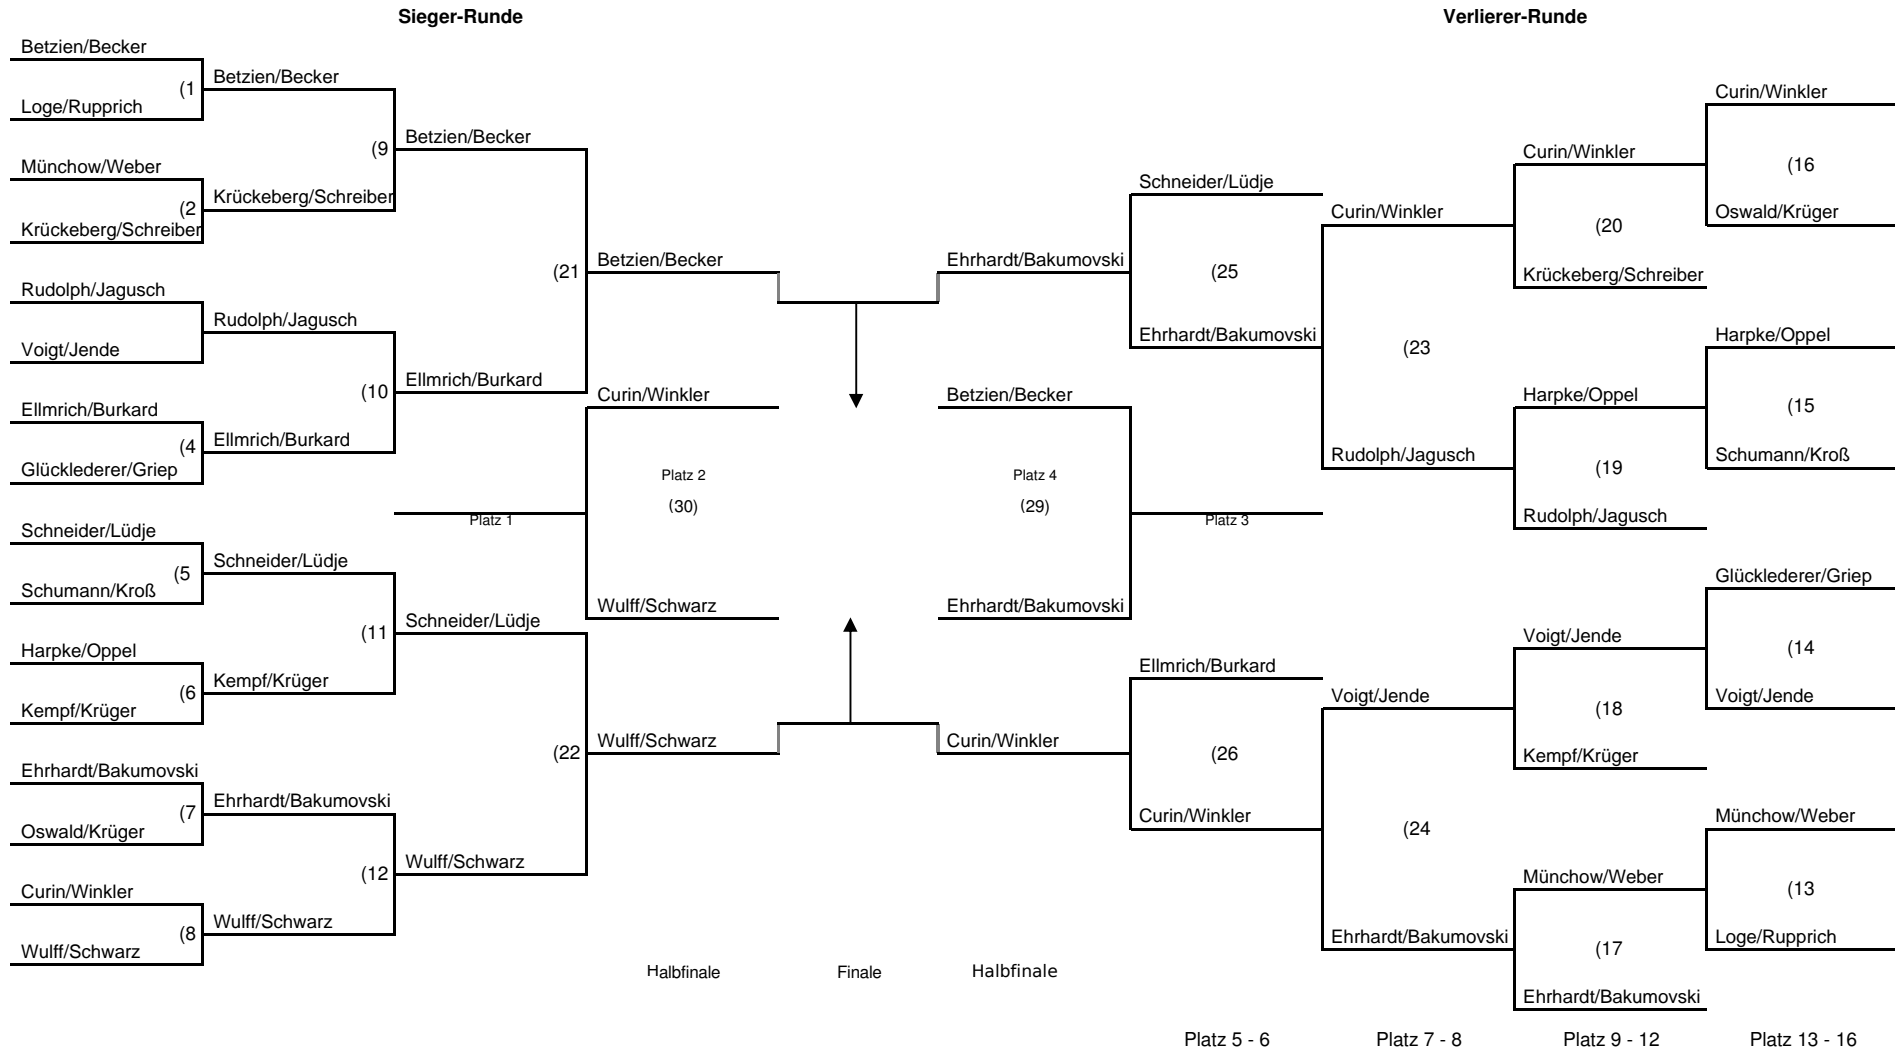 Sieger-Runde
Verlierer-Runde
Betzien/Becker
(1
Loge/Rupprich
Münchow/Weber
(2
Krückeberg/Schreiber
Rudolph/Jagusch
Voigt/Jende
Ellmrich/Burkard
(4
Glücklederer/Griep
Schneider/Lüdje
(5
Schumann/Kroß
Harpke/Oppel
(6
Kempf/Krüger
Ehrhardt/Bakumovski
(7
Oswald/Krüger
Curin/Winkler
(8
Wulff/Schwarz
Betzien/Becker
(9
Krückeberg/Schreiber
Rudolph/Jagusch
(10
Ellmrich/Burkard
Schneider/Lüdje
(11
Kempf/Krüger
Ehrhardt/Bakumovski
(12
Wulff/Schwarz
Betzien/Becker
(21
Ellmrich/Burkard
Platz 1
Schneider/Lüdje
(22
Wulff/Schwarz
Betzien/Becker
Curin/Winkler
Platz 2
(30)
Wulff/Schwarz
Wulff/Schwarz
Halbfinale
Finale
Halbfinale
Ehrhardt/Bakumovski
Betzien/Becker
Platz 4
(29)
Ehrhardt/Bakumovski
Curin/Winkler
Schneider/Lüdje
(25
Ehrhardt/Bakumovski
Platz 3
Ellmrich/Burkard
(26
Curin/Winkler
Curin/Winkler
(23
Rudolph/Jagusch
Voigt/Jende
(24
Ehrhardt/Bakumovski
Curin/Winkler
(20
Krückeberg/Schreiber
Harpke/Oppel
(19
Rudolph/Jagusch
Voigt/Jende
(18
Kempf/Krüger
Münchow/Weber
(17
Ehrhardt/Bakumovski
Curin/Winkler
(16
Oswald/Krüger
Harpke/Oppel
(15
Schumann/Kroß
Glücklederer/Griep
(14
Voigt/Jende
Münchow/Weber
(13
Loge/Rupprich
Platz 5 - 6
Platz 7 - 8
Platz 9 - 12
Platz 13 - 16